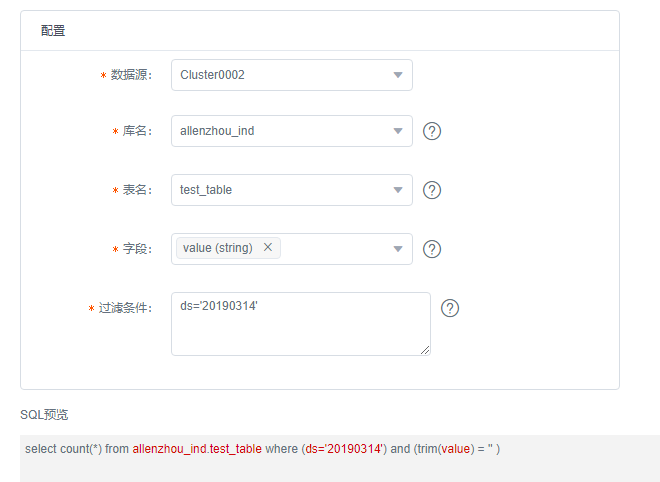 配置
* 数据源： Cluster0002
* 库名： allenzhou_ind
* 表名： test_table
* 字段： value (string) ×
* 过滤条件： ds='20190314'
SQL预览
select count(*) from allenzhou_ind.test_table where (ds='20190314') and (trim(value) = '' )